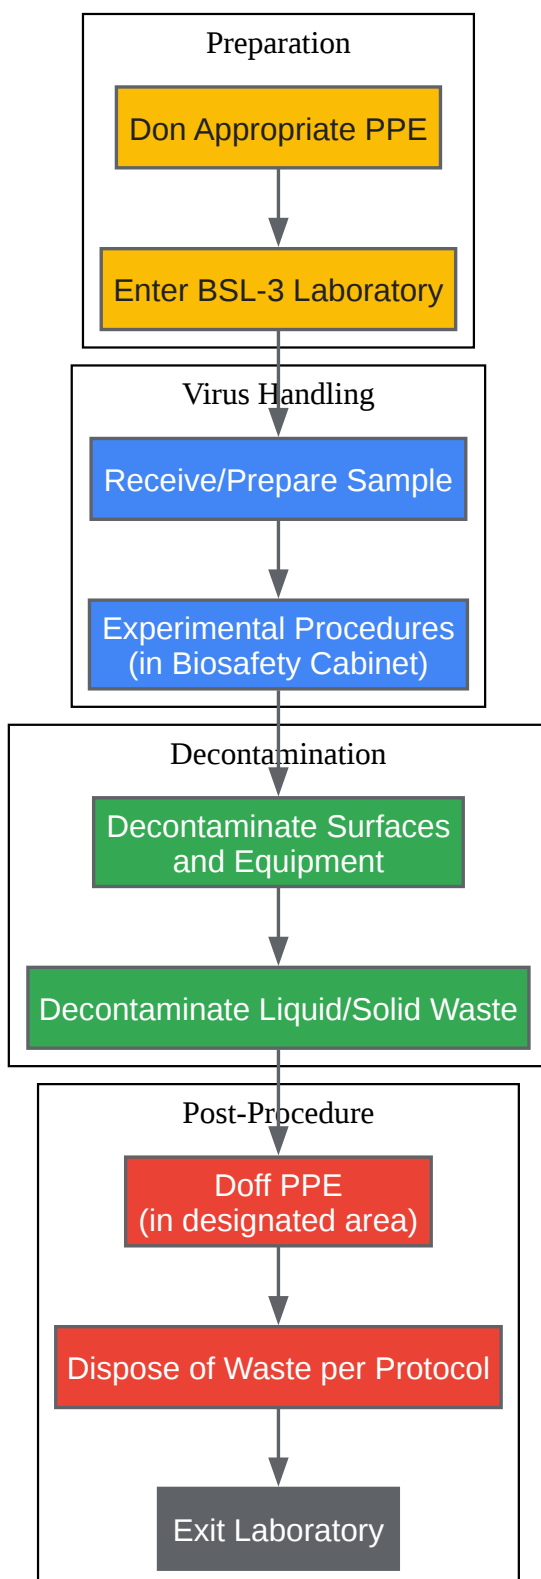 Preparation
Don Appropriate PPE
Enter BSL-3 Laboratory
Virus Handling
Receive/Prepare Sample
Experimental Procedures
(in Biosafety Cabinet)
Decontamination
Decontaminate Surfaces
and Equipment
Decontaminate Liquid/Solid Waste
Post-Procedure
Doff PPE
(in designated area)
Dispose of Waste per Protocol
Exit Laboratory